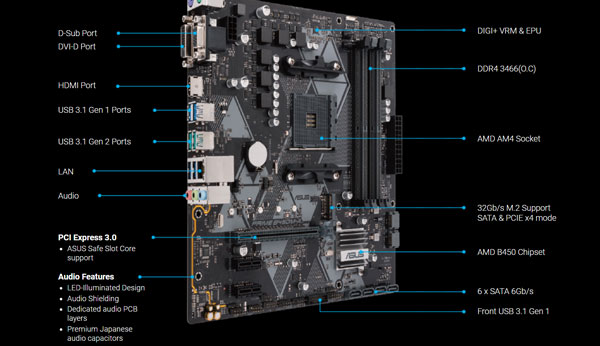 D-Sub Port
DVI-D Port
HDMI Port
USB 3.1 Gen 1 Ports
USB 3.1 Gen 2 Ports
LAN
Audio
PCI Express 3.0
• ASUS Safe Slot Core
support
Audio Features
• LED-Illuminated Design
• Audio Shielding
• Dedicated audio PCB
layers
• Premium Japanese
audio capacitors
DIGI+ VRM & EPU
DDR4 3466(O.C)
AMD AM4 Socket
32Gb/s M.2 Support
SATA & PCIE x4 mode
AMD B450 Chipset
6 x SATA 6Gb/s
Front USB 3.1 Gen 1
ASUS